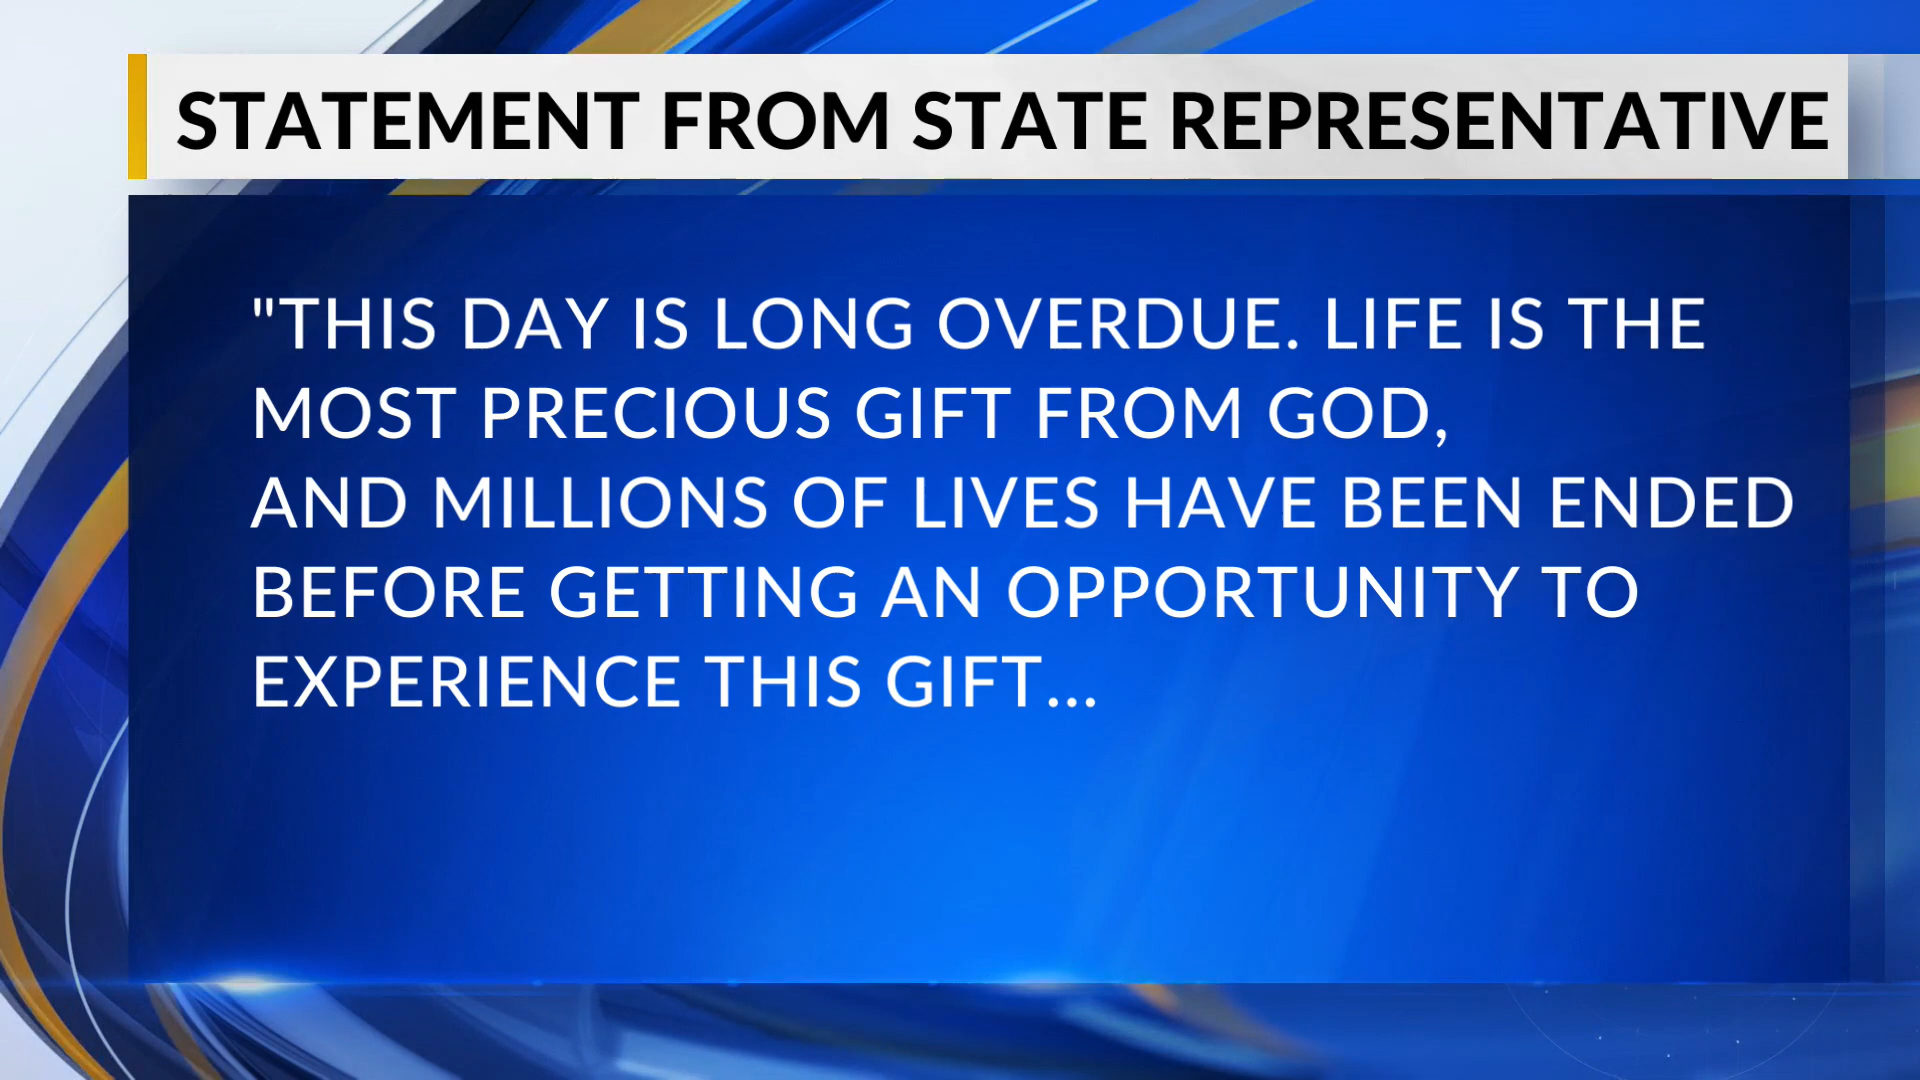 STATEMENT FROM STATE REPRESENTATIVE
"THIS DAY IS LONG OVERDUE. LIFE IS THE
MOST PRECIOUS GIFT FROM GOD,
AND MILLIONS OF LIVES HAVE BEEN ENDED
BEFORE GETTING AN OPPORTUNITY TO
EXPERIENCE THIS GIFT...